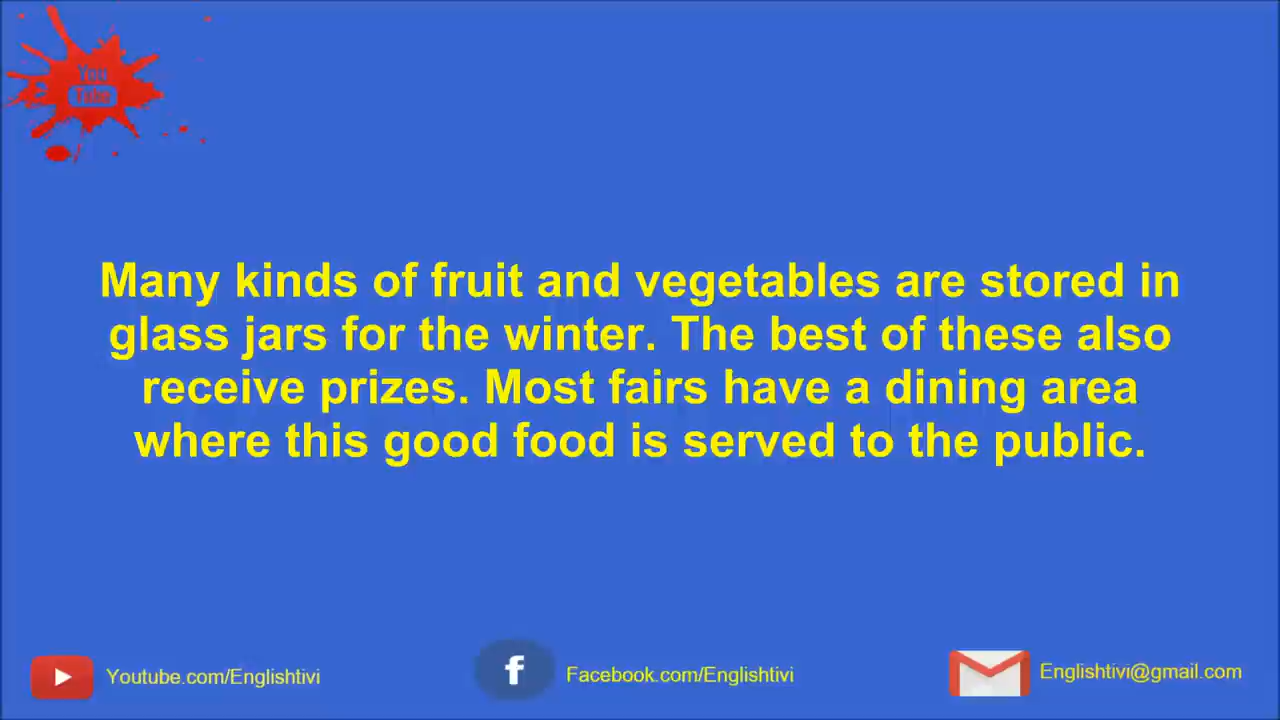 You
Tube
Many kinds of fruit and vegetables are stored in
glass jars for the winter. The best of these also
receive prizes. Most fairs have a dining area
where this good food is served to the public.
Youtube.com/Englishtivi
f
Facebook.com/Englishtivi
Englishtivi@gmail.com